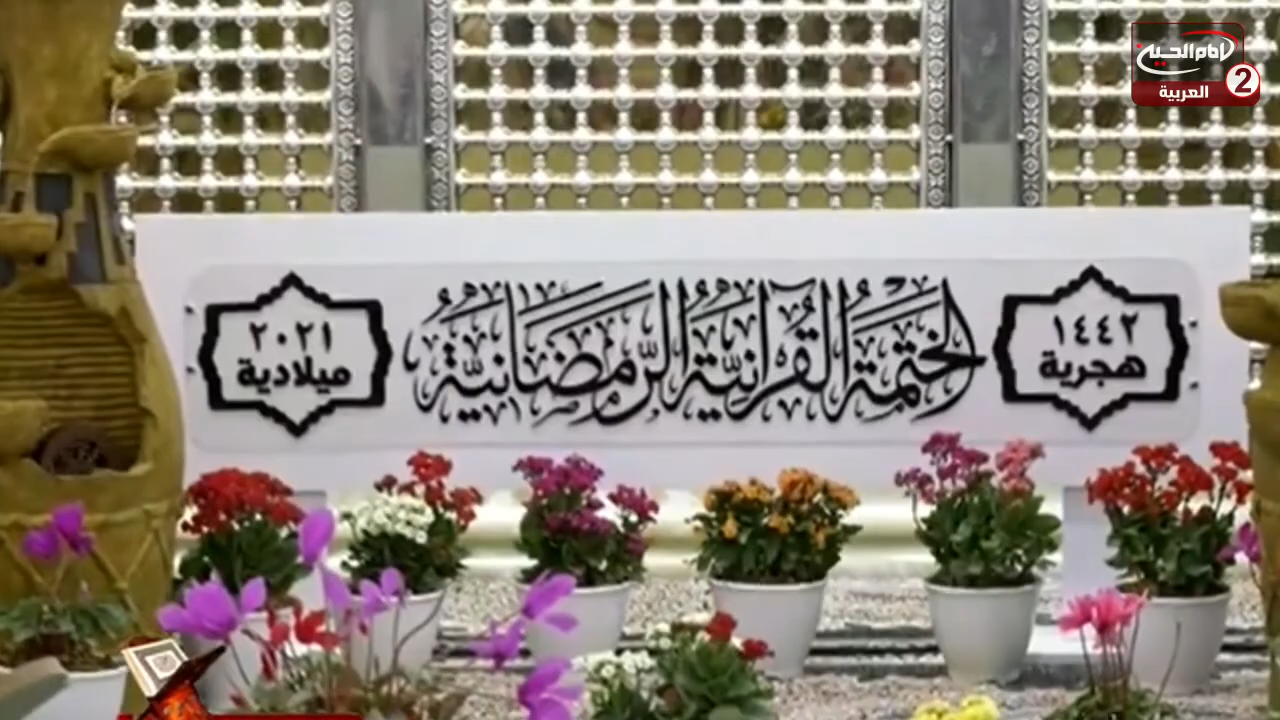 امام الحسين
2
العربية
١٤٤٢
هجرية
الختمة القرآنية الرمضانية
٢٠٢١
ميلادية